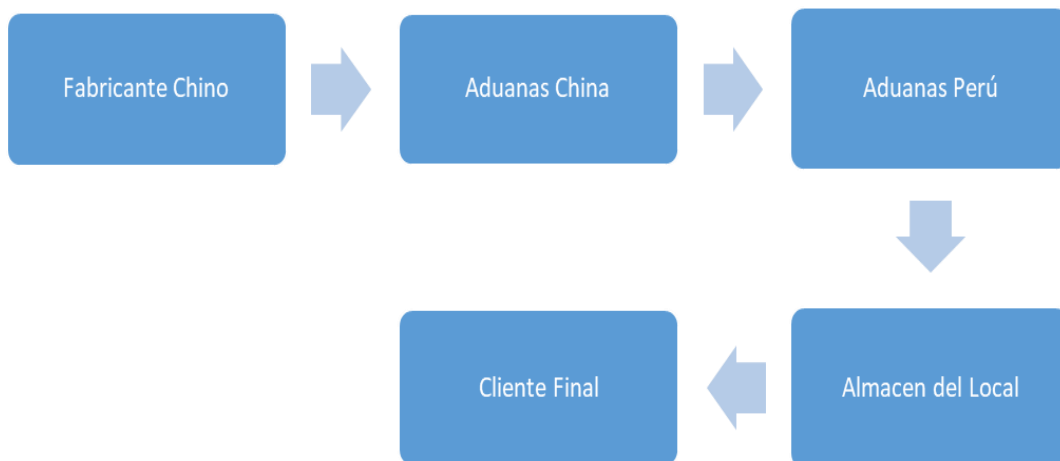 Fabricante Chino
Aduanas China
Aduanas Perú
Almacen del Local
Cliente Final